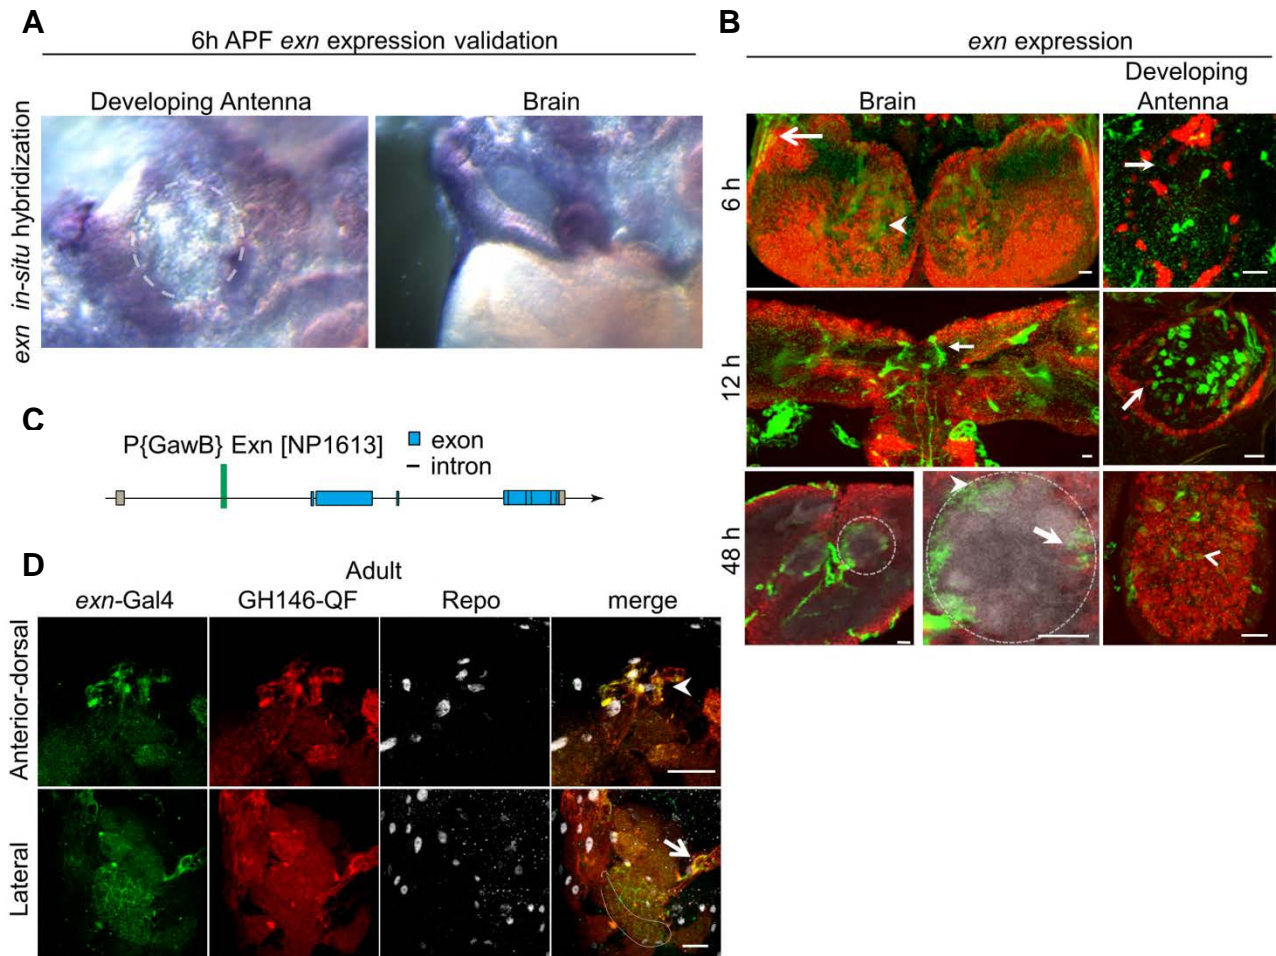 A
6h APF exn expression validation
Developing Antenna
Brain
exn in-situ hybridization
B
exn expression
Brain
Developing
Antenna
6 h
12 h
48 h
C
P{GawB} Exn [NP1613]
exon
intron
D
Adult
exn-Gal4
GH146-QF
Repo
merge
Anterior-dorsal
Lateral